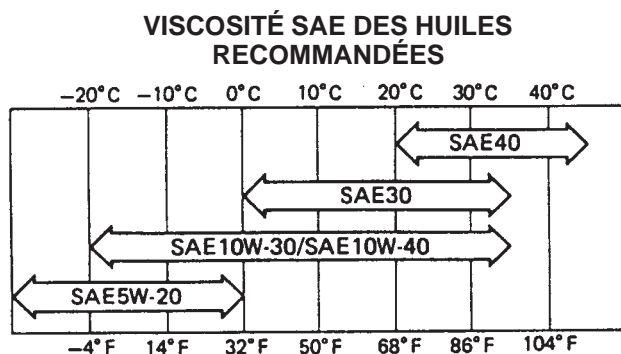 VISCOSITÉ SAE DES HUILES
RECOMMANDÉES
−20°C −10°C 0°C 10°C 20°C 30°C 40°C
SAE40
SAE30
SAE10W-30/SAE10W-40
SAE5W-20
−4°F 14°F 32°F 50°F 68°F 86°F 104°F